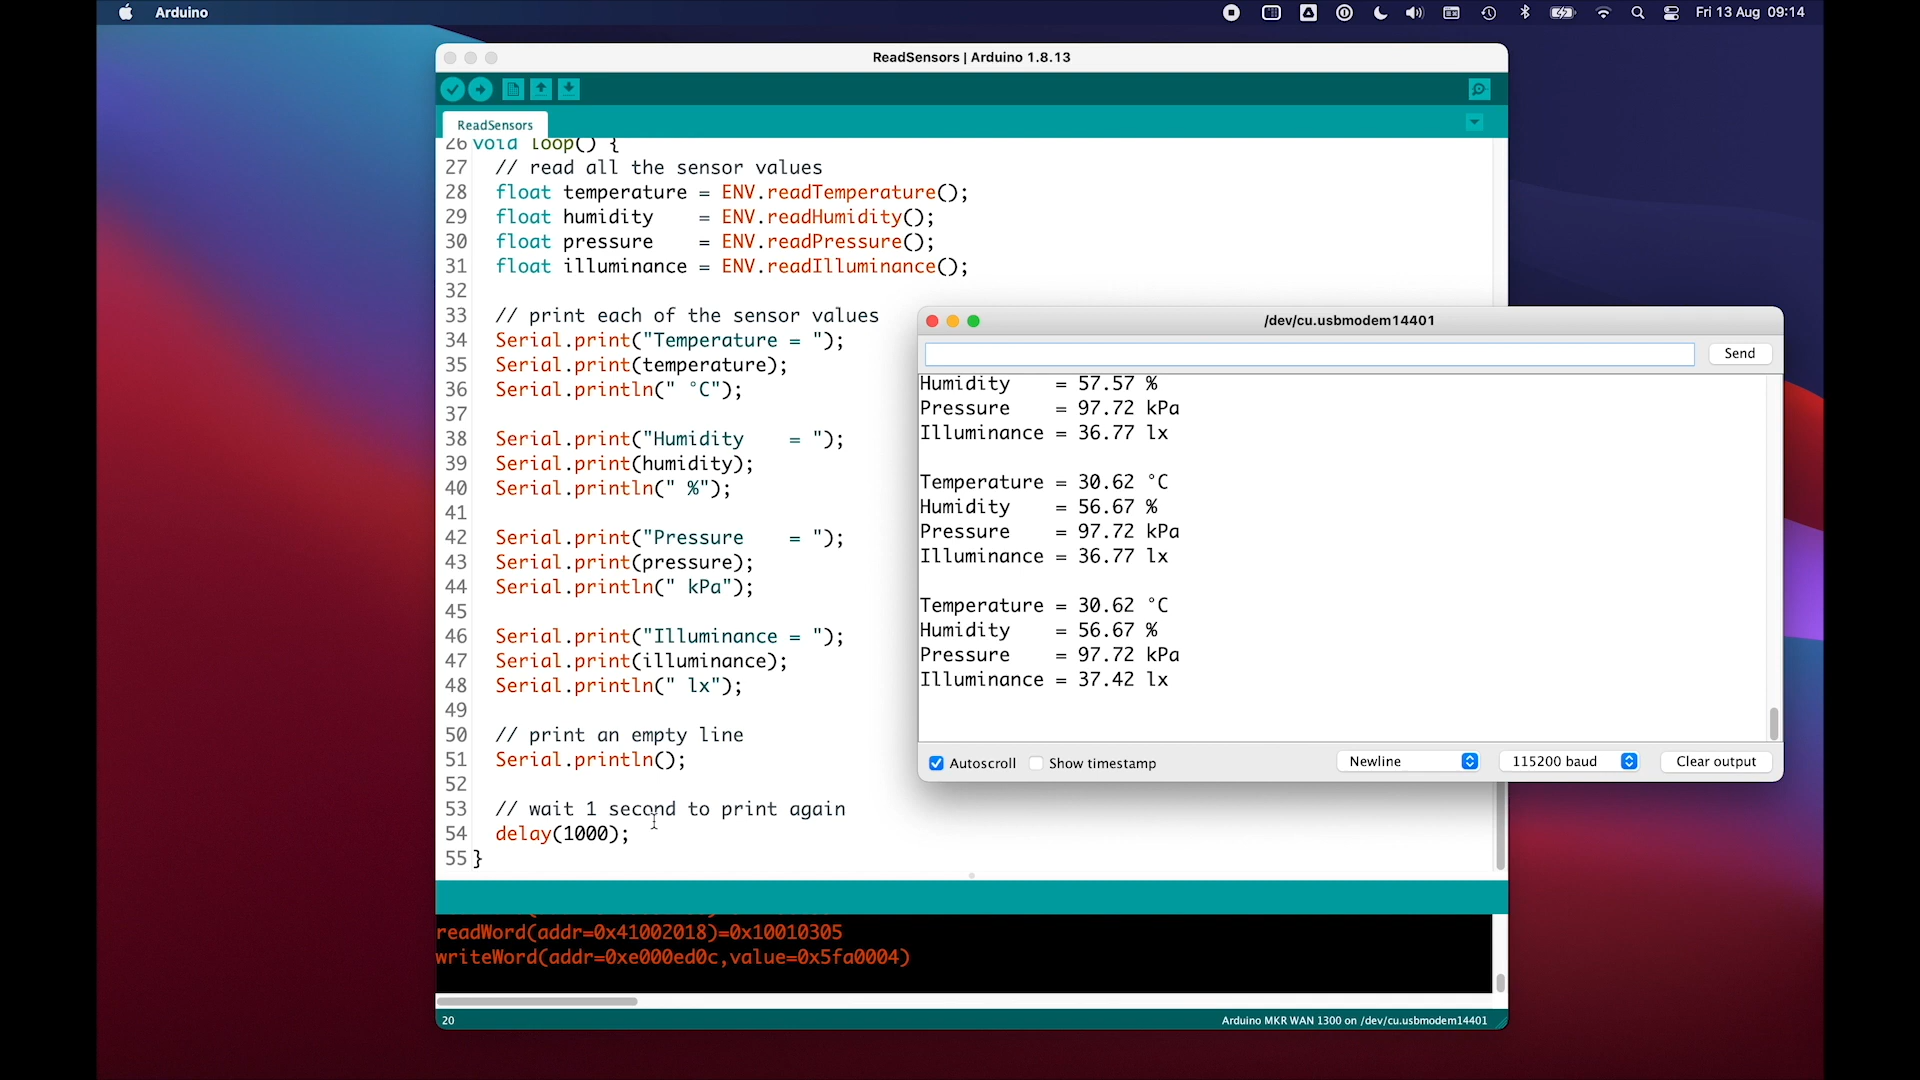 Arduino
Fri 13 Aug 09:14
ReadSensors | Arduino 1.8.13
ReadSensors
26 void loop() {
27 // read all the sensor values
28 float temperature = ENV.readTemperature();
29 float humidity    = ENV.readHumidity();
30 float pressure    = ENV.readPressure();
31 float illuminance = ENV.readIlluminance();
32
33 // print each of the sensor values
34 Serial.print("Temperature = ");
35 Serial.print(temperature);
36 Serial.println(" °C");
37
38 Serial.print("Humidity    = ");
39 Serial.print(humidity);
40 Serial.println(" %");
41
42 Serial.print("Pressure    = ");
43 Serial.print(pressure);
44 Serial.println(" kPa");
45
46 Serial.print("Illuminance = ");
47 Serial.print(illuminance);
48 Serial.println(" lx");
49
50 // print an empty line
51 Serial.println();
52
53 // wait 1 second to print again
54 delay(1000);
55 }
/dev/cu.usbmodem14401
Send
Humidity    = 57.57 %
Pressure    = 97.72 kPa
Illuminance = 36.77 lx
Temperature = 30.62 °C
Humidity    = 56.67 %
Pressure    = 97.72 kPa
Illuminance = 36.77 lx
Temperature = 30.62 °C
Humidity    = 56.67 %
Pressure    = 97.72 kPa
Illuminance = 37.42 lx
Autoscroll Show timestamp Newline 115200 baud Clear output
readWord(addr=0x41002018)=0x10010305
writeWord(addr=0xe000ed0c,value=0x5fa0004)
20
Arduino MKR WAN 1300 on /dev/cu.usbmodem14401